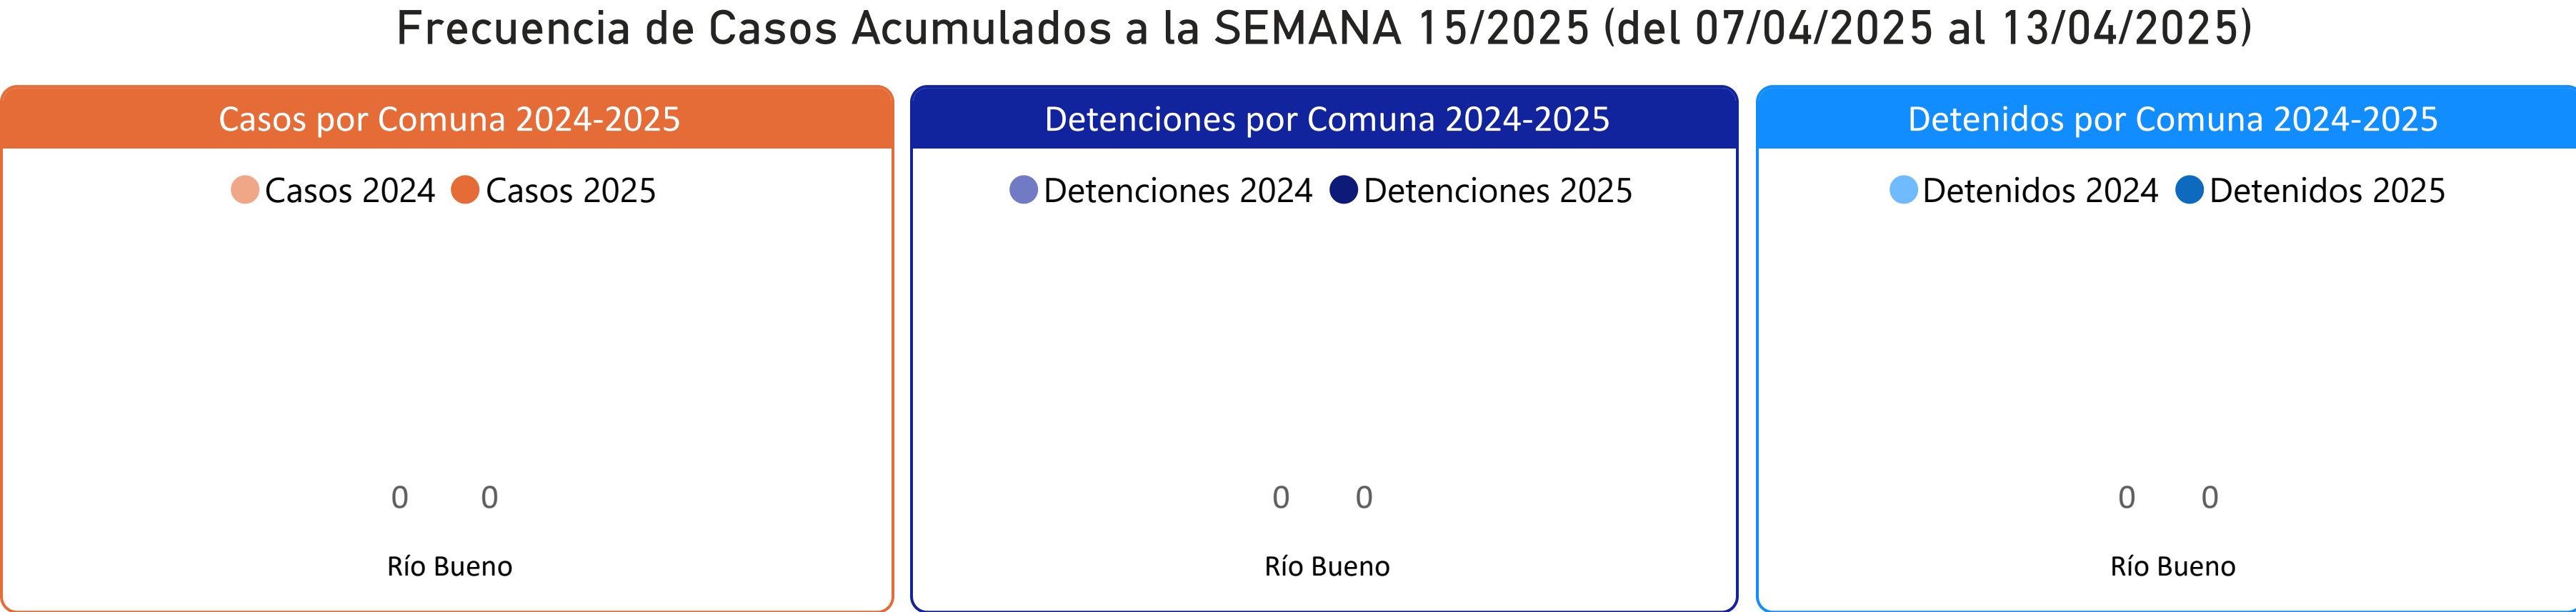 Frecuencia de Casos Acumulados a la SEMANA 15/2025 (del 07/04/2025 al 13/04/2025)
Casos por Comuna 2024-2025
Casos 2024 Casos 2025
0 0
Río Bueno
Detenciones por Comuna 2024-2025
Detenciones 2024 Detenciones 2025
0 0
Río Bueno
Detenidos por Comuna 2024-2025
Detenidos 2024 Detenidos 2025
0 0
Río Bueno